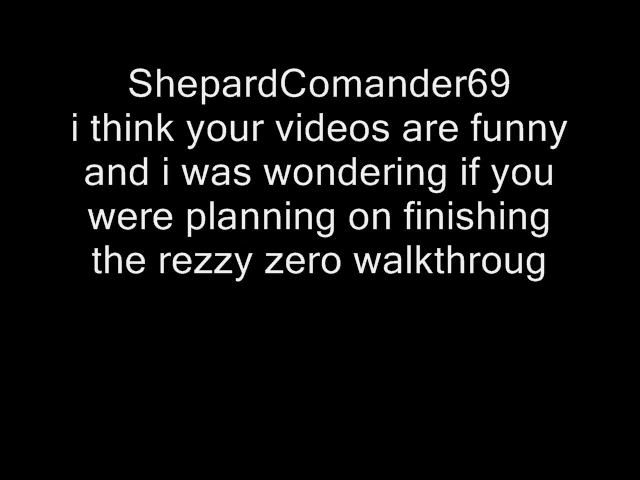 ShepardComander69
i think your videos are funny
and i was wondering if you
were planning on finishing
the rezzy zero walkthroug